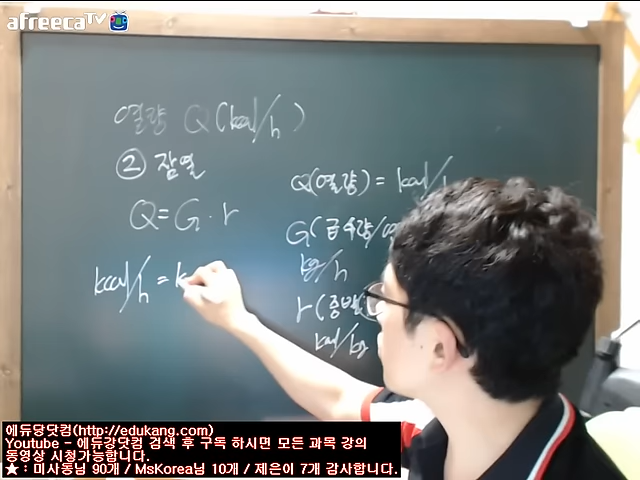 afreecaTV
열량 Q(kcal/h)
② 잠열
Q=G·r
kcal/h = k
Q(열량) = kcal/h
G(급수량/
kg/h
r(증발
kcal/kg
에듀강닷컴(http://edukang.com)
Youtube - 에듀강닷컴 검색 후 구독 하시면 모든 과목 강의
동영상 시청가능합니다.
★ : 미사동님 90개 / MsKorea님 10개 / 제은이 7개 감사합니다.